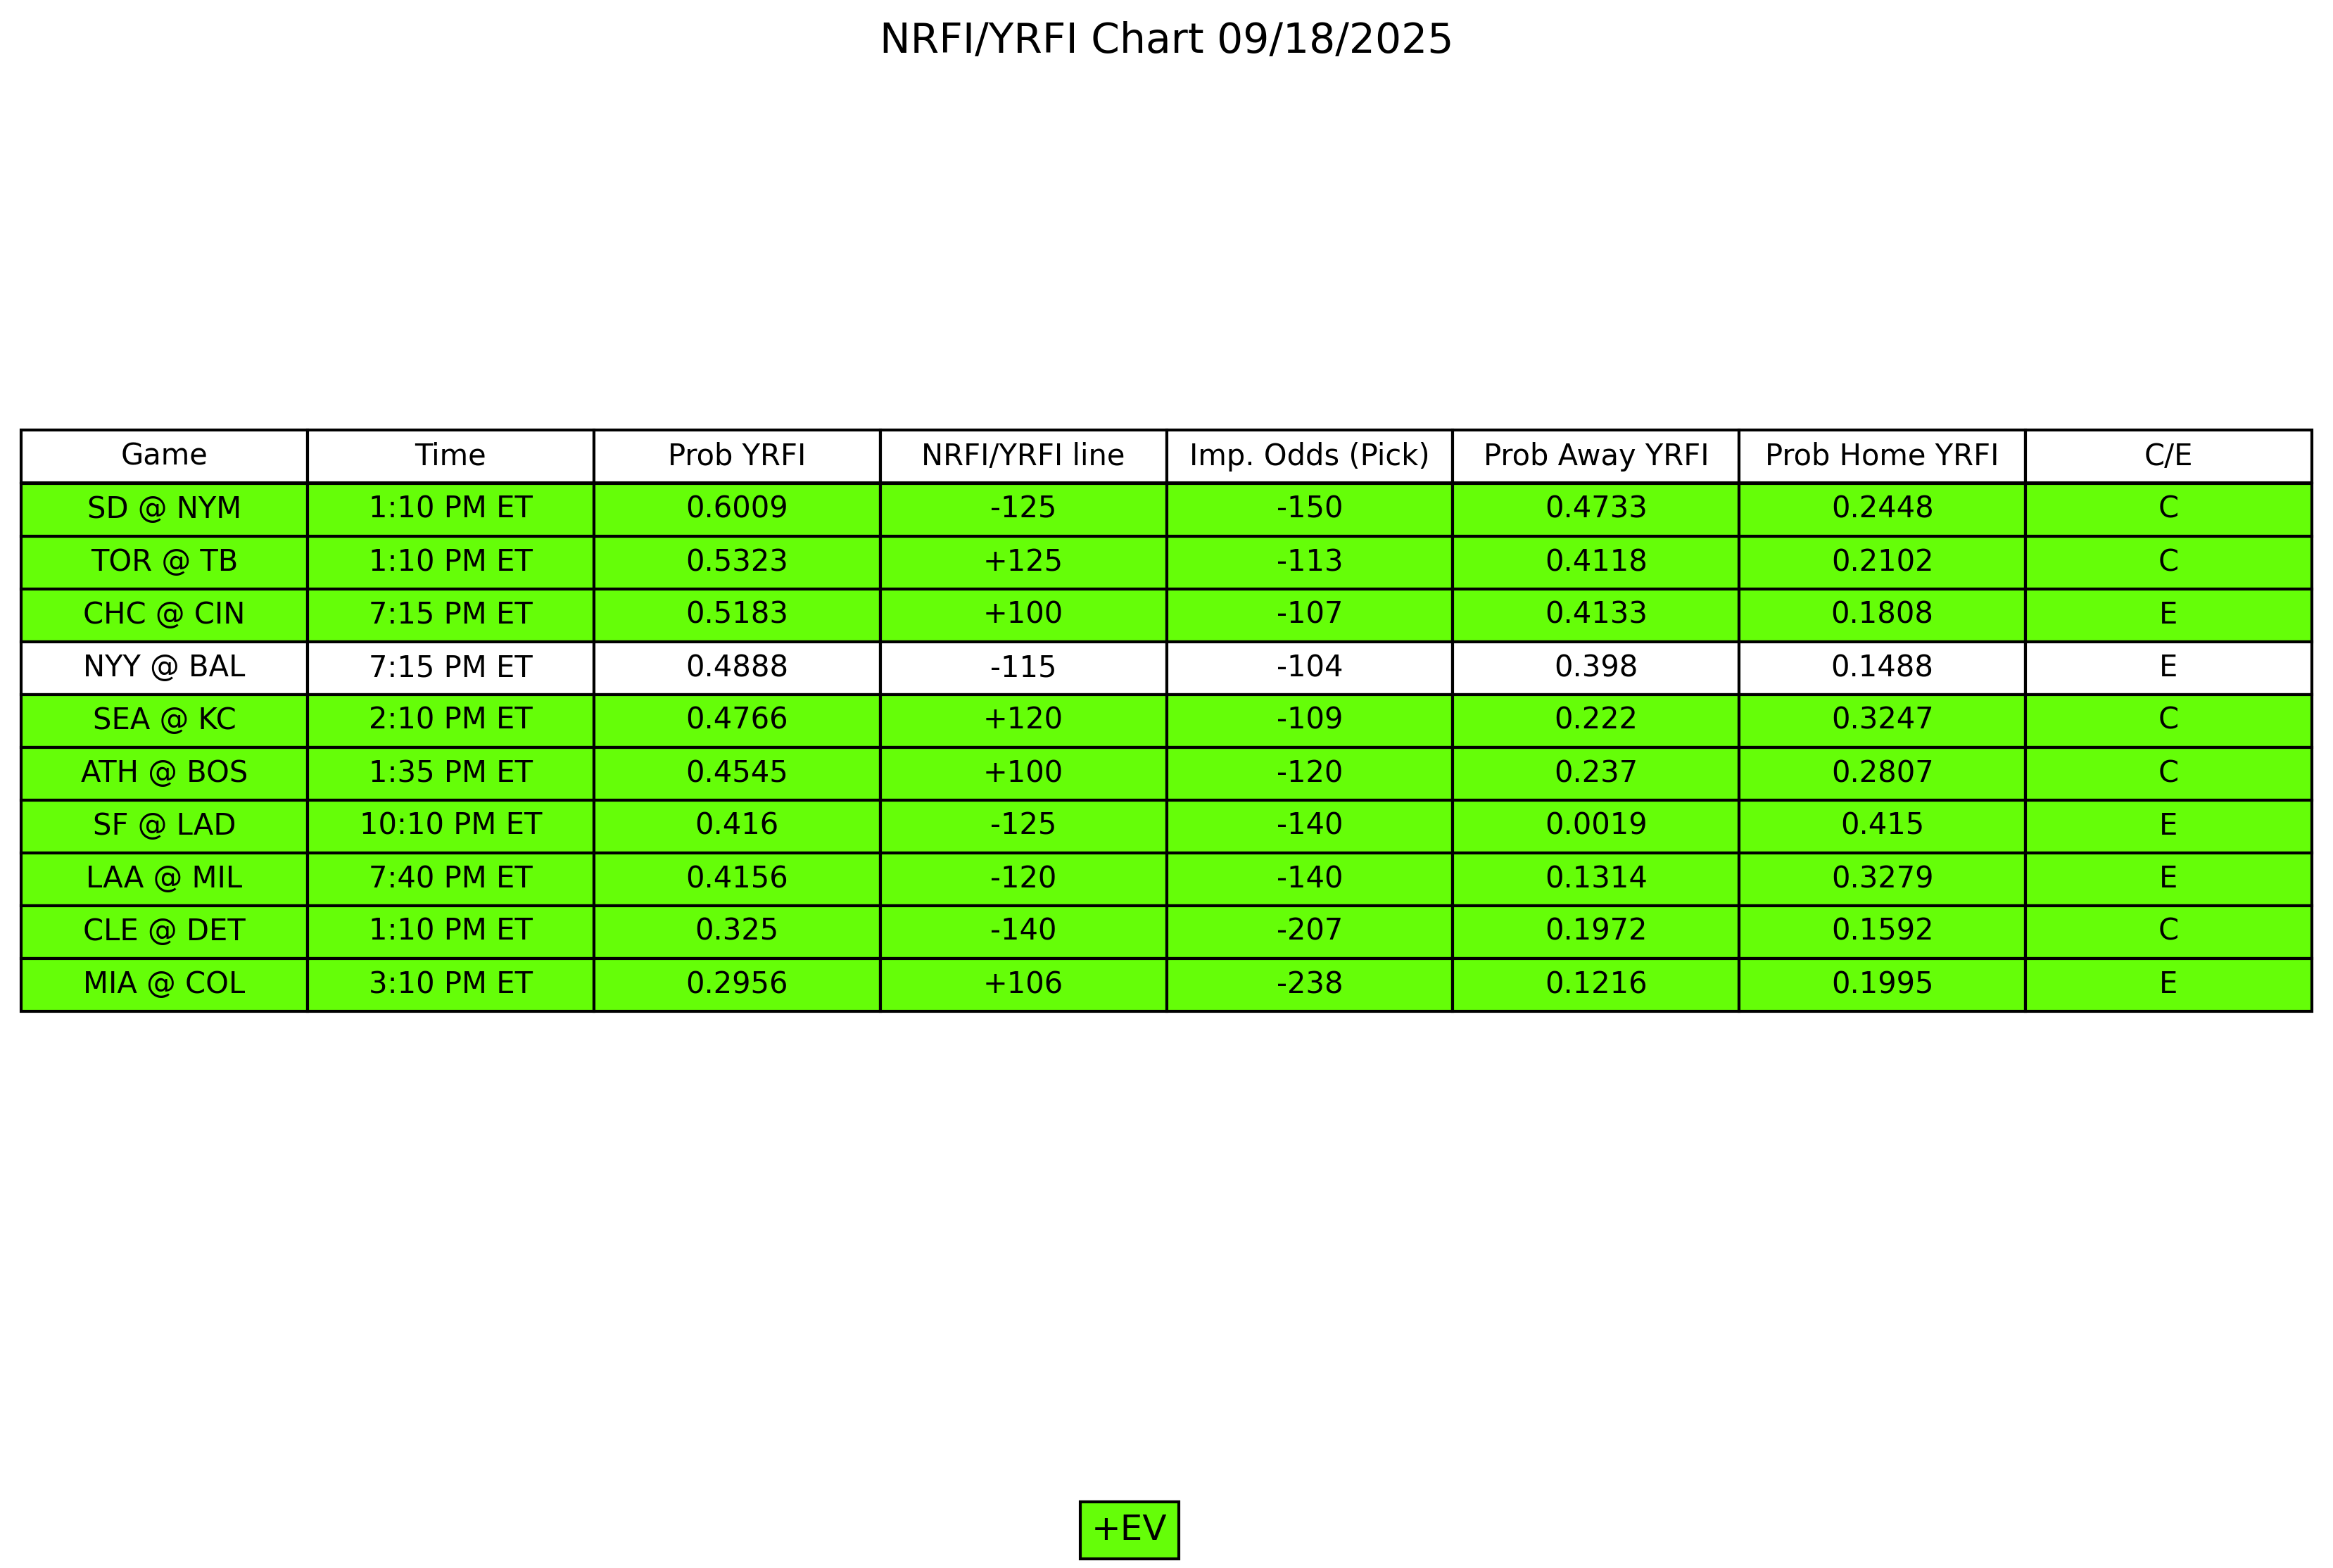 NRFI/YRFI Chart 09/18/2025
Game Time Prob YRFI NRFI/YRFI line Imp. Odds (Pick) Prob Away YRFI Prob Home YRFI C/E
SD @ NYM 1:10 PM ET 0.6009 -125 -150 0.4733 0.2448 C
TOR @ TB 1:10 PM ET 0.5323 +125 -113 0.4118 0.2102 C
CHC @ CIN 7:15 PM ET 0.5183 +100 -107 0.4133 0.1808 E
NYY @ BAL 7:15 PM ET 0.4888 -115 -104 0.398 0.1488 E
SEA @ KC 2:10 PM ET 0.4766 +120 -109 0.222 0.3247 C
ATH @ BOS 1:35 PM ET 0.4545 +100 -120 0.237 0.2807 C
SF @ LAD 10:10 PM ET 0.416 -125 -140 0.0019 0.415 E
LAA @ MIL 7:40 PM ET 0.4156 -120 -140 0.1314 0.3279 E
CLE @ DET 1:10 PM ET 0.325 -140 -207 0.1972 0.1592 C
MIA @ COL 3:10 PM ET 0.2956 +106 -238 0.1216 0.1995 E
+EV